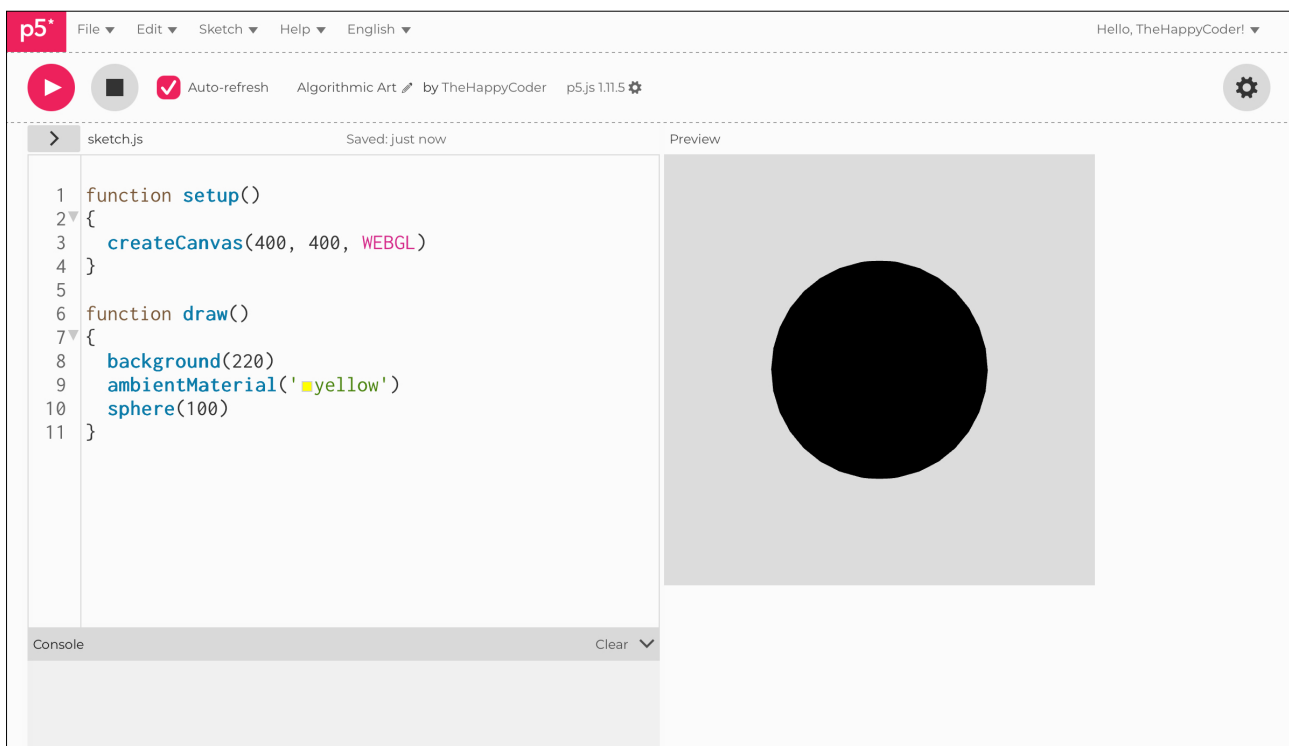 p5* File Edit Sketch Help English Hello, TheHappyCoder!
Auto-refresh Algorithmic Art by TheHappyCoder p5.js 1.11.5
> sketch.js Saved: just now Preview
1 function setup()
2 {
3 createCanvas(400, 400, WEBGL)
4 }
5
6 function draw()
7 {
8 background(220)
9 ambientMaterial('yellow')
10 sphere(100)
11 }
Console Clear